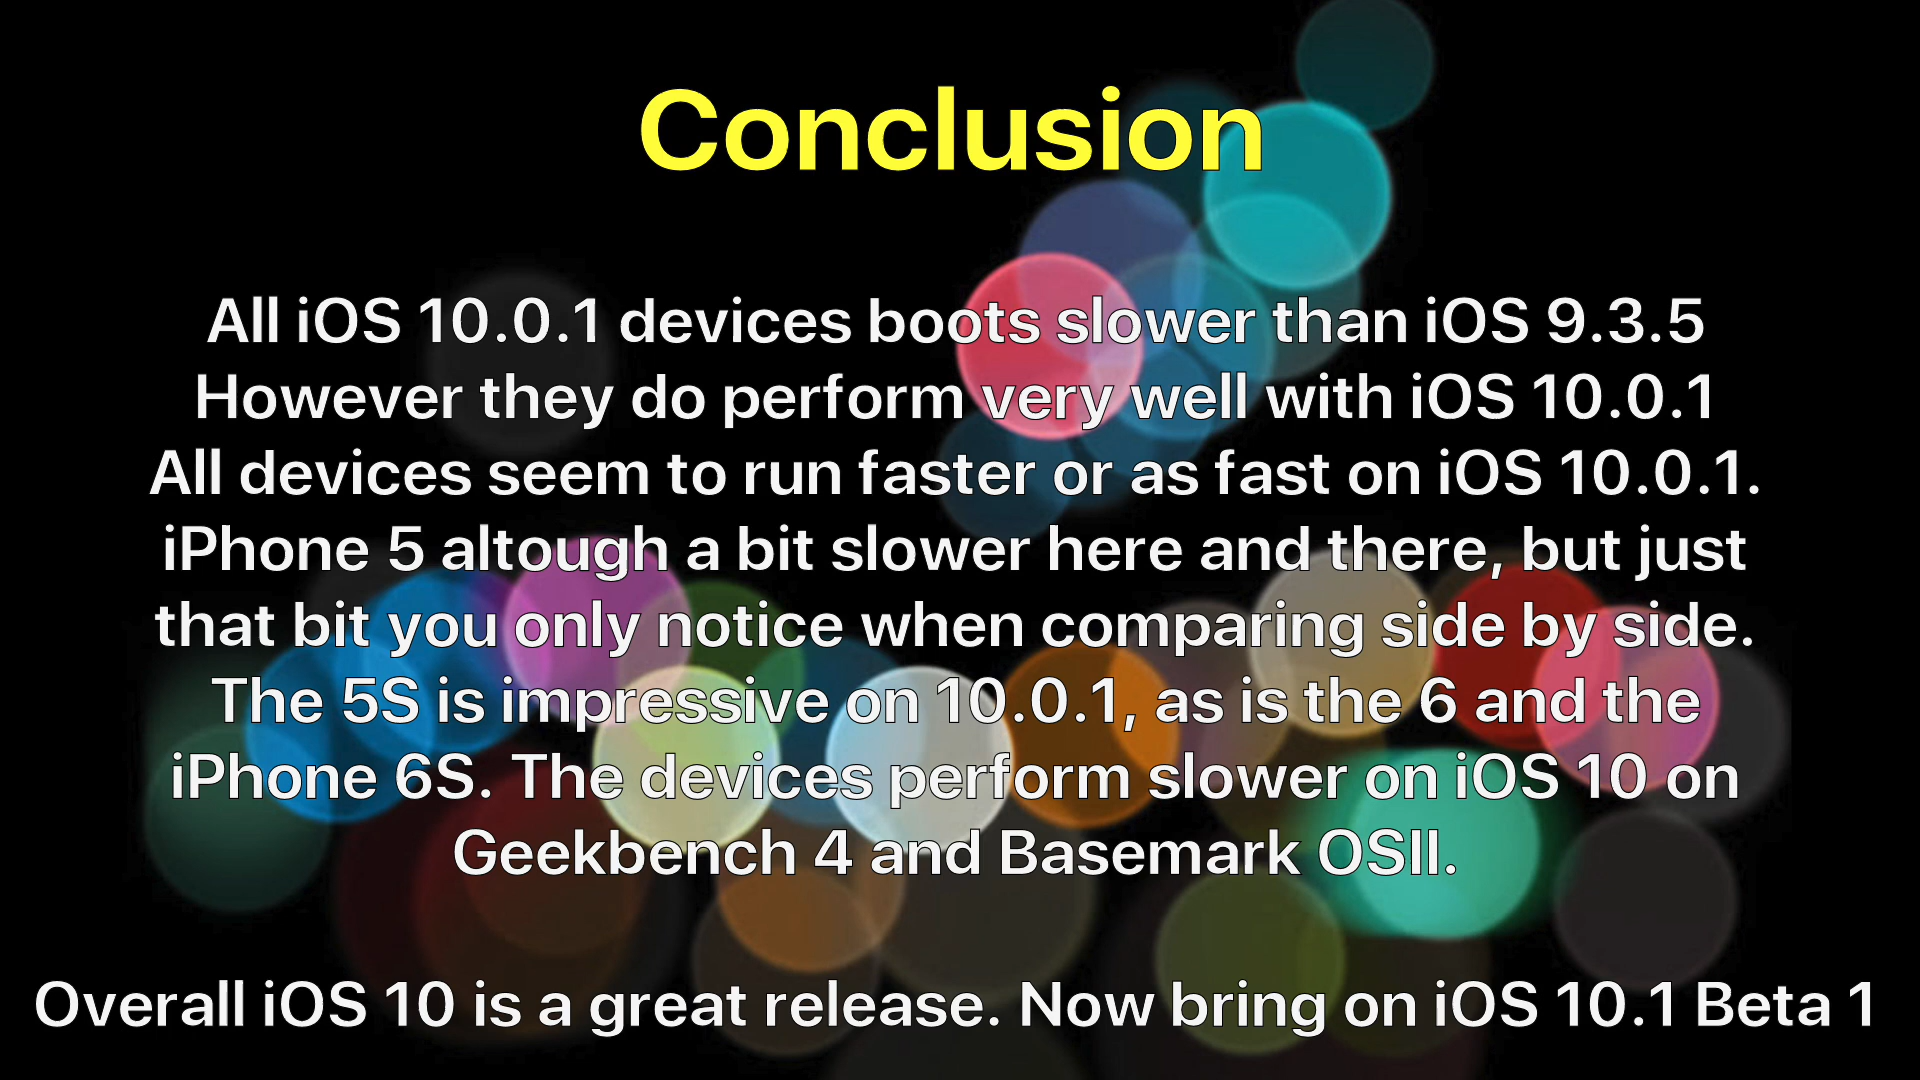 Conclusion
All iOS 10.0.1 devices boots slower than iOS 9.3.5
However they do perform very well with iOS 10.0.1
All devices seem to run faster or as fast on iOS 10.0.1.
iPhone 5 altough a bit slower here and there, but just
that bit you only notice when comparing side by side.
The 5S is impressive on 10.0.1, as is the 6 and the
iPhone 6S. The devices perform slower on iOS 10 on
Geekbench 4 and Basemark OSII.
Overall iOS 10 is a great release. Now bring on iOS 10.1 Beta 1